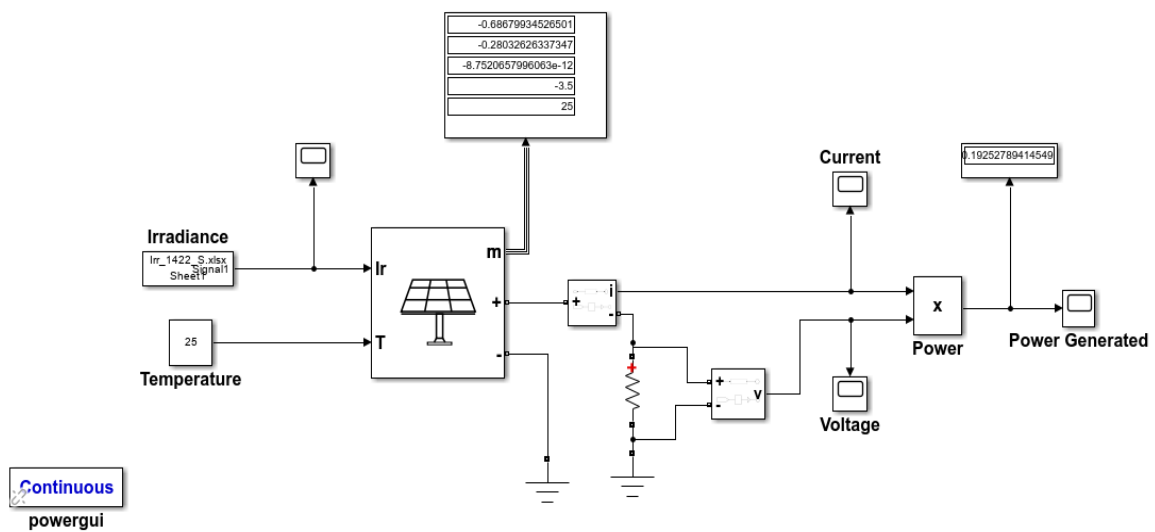 -0.68679934526501
-0.28032626337347
-8.7520657996063e-12
-3.5
25
Current
0.19252789414549
Irradiance
Irr_1422_S.xlsx
Signal1
Sheet1
Ir
m
i
+
-
x
+
-
T
25
Temperature
Power
Power Generated
+
+
-
v
Voltage
Continuous
powergui